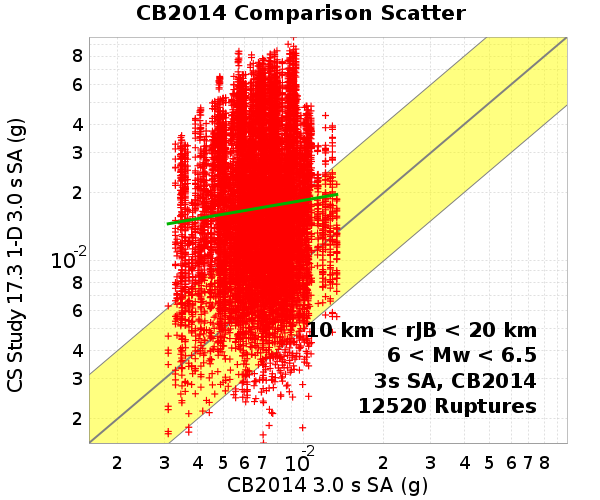 CB2014 Comparison Scatter
CS Study 17.3 1-D 3.0 s SA (g)
8
6
4
3
2
10-2
8
6
4
3
2
10 km < rJB < 20 km
6 < Mw < 6.5
3s SA, CB2014
12520 Ruptures
2 3 4 5 6 7 10-2 2 3 4 5 6 7 8
CB2014 3.0 s SA (g)